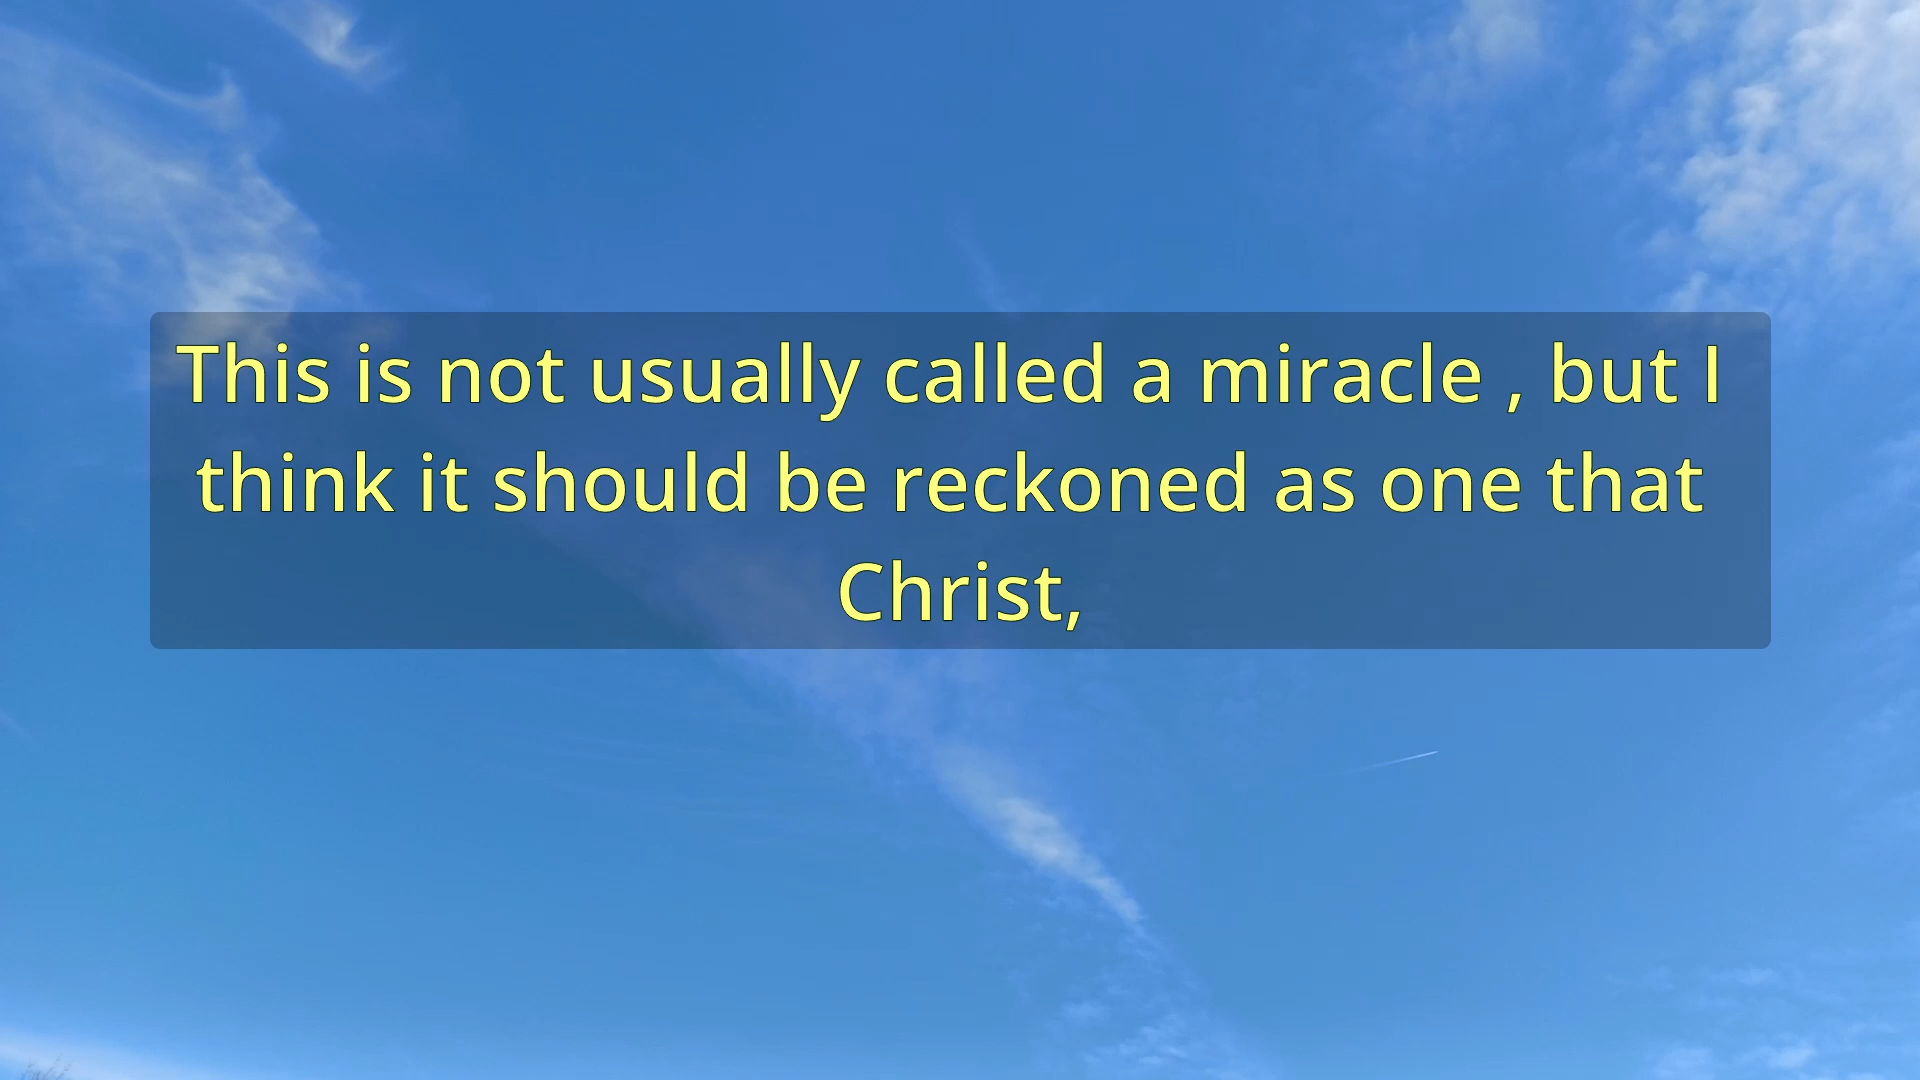 This is not usually called a miracle , but I
think it should be reckoned as one that
Christ,